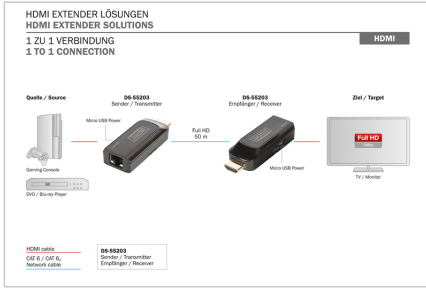 HDMI EXTENDER LÖSUNGEN
HDMI EXTENDER SOLUTIONS
1 ZU 1 VERBINDUNG
1 TO 1 CONNECTION
HDMI
Quelle / Source
DS-55203
Sender / Transmitter
DS-55203
Empfänger / Receiver
Ziel / Target
Micro USB Power
Full HD
50 m
Full HD
Micro USB Power
Gaming Console
TV / Monitor
DVD / Blu-ray Player
HDMI cable
CAT 6 / CAT 6A
Network cable
DS-55203
Sender / Transmitter
Empfänger / Receiver